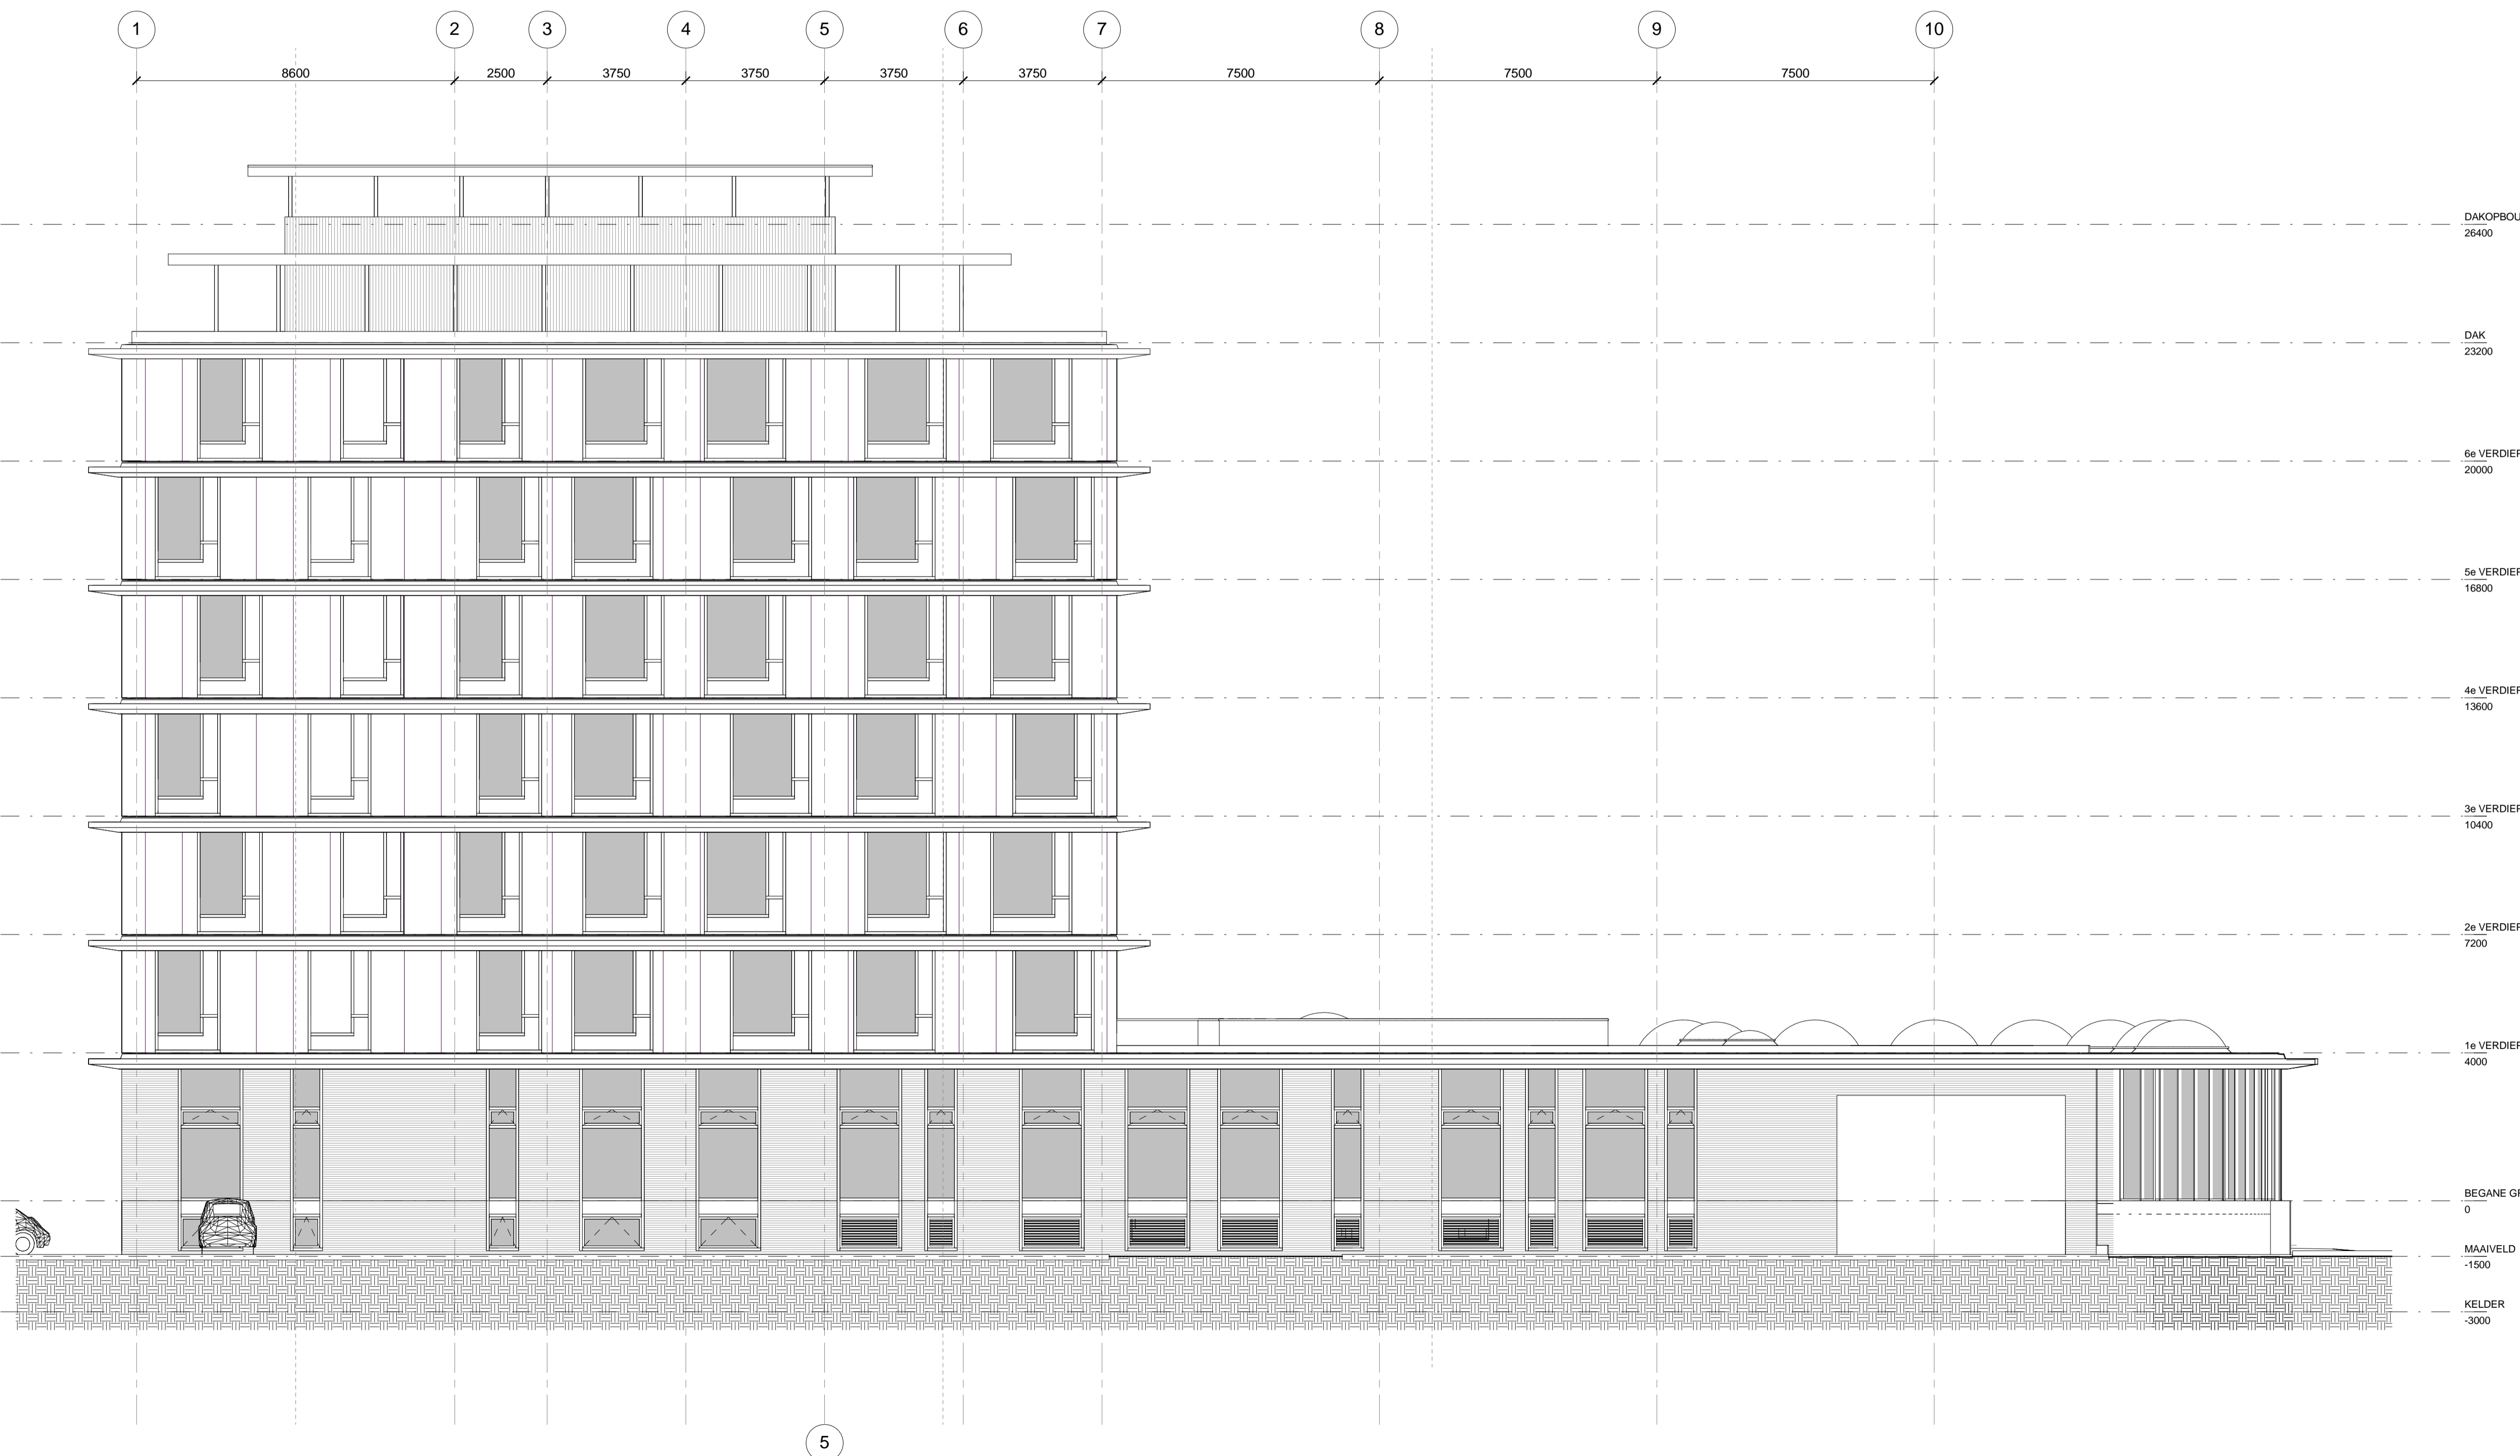 1 2 3 4 5 6 7 8 9 10
8600 2500 3750 3750 3750 3750 7500 7500 7500
DAKOPBOU
26400
DAK
23200
6e VERDIEP
20000
5e VERDIEP
16800
4e VERDIEP
13600
3e VERDIEP
10400
2e VERDIEP
7200
1e VERDIEP
4000
BEGANE GR
0
MAAIVELD
-1500
KELDER
-3000
5